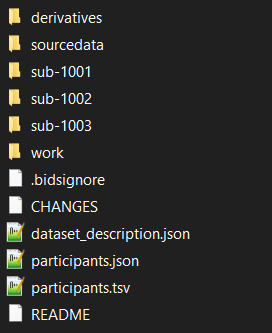 derivatives
sourcedata
sub-1001
sub-1002
sub-1003
work
.bidsignore
CHANGES
dataset_description.json
participants.json
participants.tsv
README